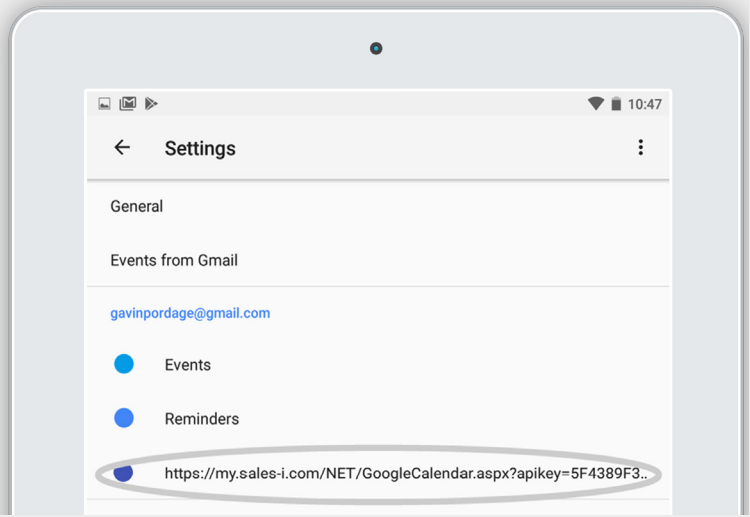 10:47
Settings
General
Events from Gmail
gavinpordage@gmail.com
Events
Reminders
https://my.sales-i.com/NET/GoogleCalendar.aspx?apikey=5F4389F3..